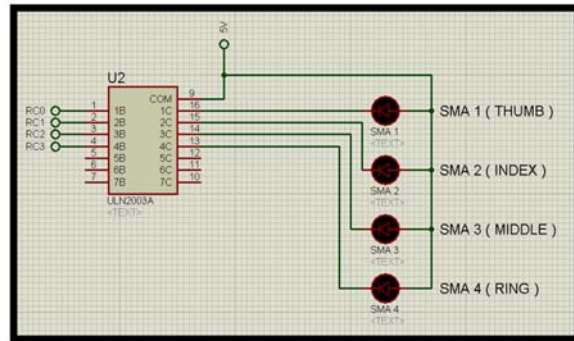 5V
U2
COM 9
RC0 1 1B 1C 16 SMA 1 ( THUMB )
RC1 2 2B 2C 15
RC2 3 3B 3C 14
RC3 4 4B 4C 13
5 5B 5C 12
6 6B 6C 11
7 7B 7C 10
ULN2003A
<TEXT>
SMA 1
<TEXT>
SMA 2 ( INDEX )
SMA 2
<TEXT>
SMA 3 ( MIDDLE )
SMA 3
<TEXT>
SMA 4 ( RING )
SMA 4
<TEXT>